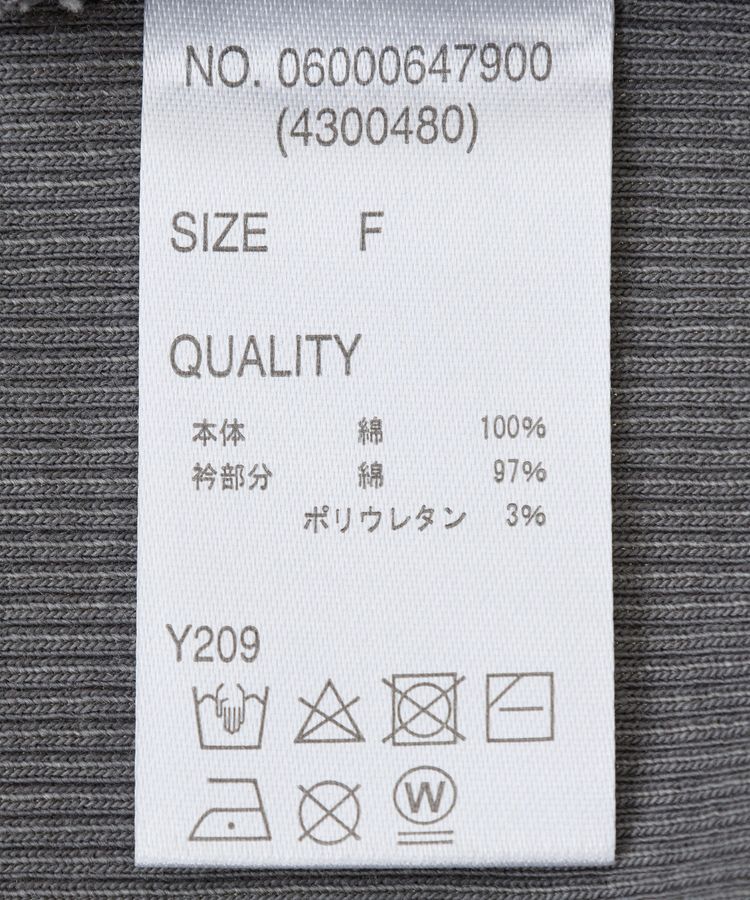 NO. 06000647900
(4300480)
SIZE F
QUALITY
本体 綿 100%
衿部分 綿 97%
ポリウレタン 3%
Y209
W